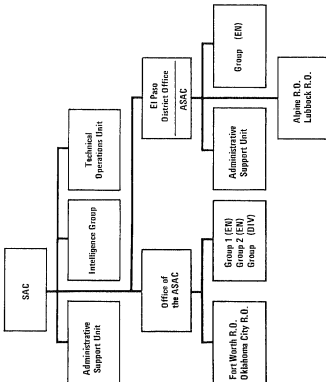 SAC
Administrative
Support Unit
Intelligence Group
Technical
Operations Unit
Office of
the ASAC
El Paso
District Office
ASAC
Fort Worth R.O.
Oklahoma City R.O.
Group 1 (EN)
Group 2 (EN)
Group (DIV)
Administrative
Support Unit
Group (EN)
Alpine R.O.
Lubbock R.O.